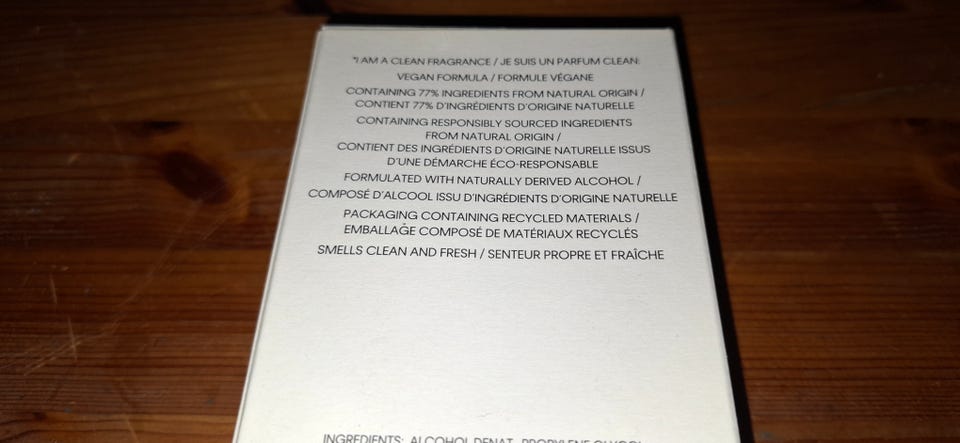 *I AM A CLEAN FRAGRANCE / JE SUIS UN PARFUM CLEAN:
VEGAN FORMULA / FORMULE VÉGANE
CONTAINING 77% INGREDIENTS FROM NATURAL ORIGIN /
CONTIENT 77% D'INGRÉDIENTS D'ORIGINE NATURELLE
CONTAINING RESPONSIBLY SOURCED INGREDIENTS
FROM NATURAL ORIGIN /
CONTIENT DES INGRÉDIENTS D'ORIGINE NATURELLE ISSUS
D'UNE DÉMARCHE ÉCO-RESPONSABLE
FORMULATED WITH NATURALLY DERIVED ALCOHOL /
COMPOSÉ D'ALCOOL ISSU D'INGRÉDIENTS D'ORIGINE NATURELLE
PACKAGING CONTAINING RECYCLED MATERIALS /
EMBALLAGE COMPOSÉ DE MATÉRIAUX RECYCLÉS
SMELLS CLEAN AND FRESH / SENTEUR PROPRE ET FRAÎCHE
INGREDIENTS: ALCOHOL DENAT., PROPYLENE GLYCOL,